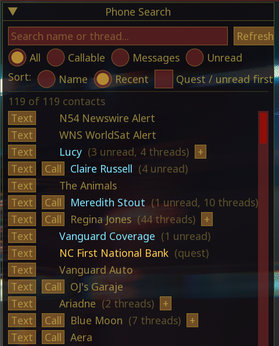 Phone Search
Search name or thread... Refresh
All Callable Messages Unread
Sort: Name Recent Quest / unread first
119 of 119 contacts
Text N54 Newswire Alert
Text WNS WorldSat Alert
Text Lucy (3 unread, 4 threads) +
Text Call Claire Russell (4 unread)
Text The Animals
Text Call Meredith Stout (1 unread, 10 threads)
Text Call Regina Jones (44 threads) +
Text Vanguard Coverage (1 unread)
Text NC First National Bank (quest)
Text Vanguard Auto
Text Call OJ's Garaje
Text Ariadne (2 threads) +
Text Call Blue Moon (7 threads) +
Text Call Aera